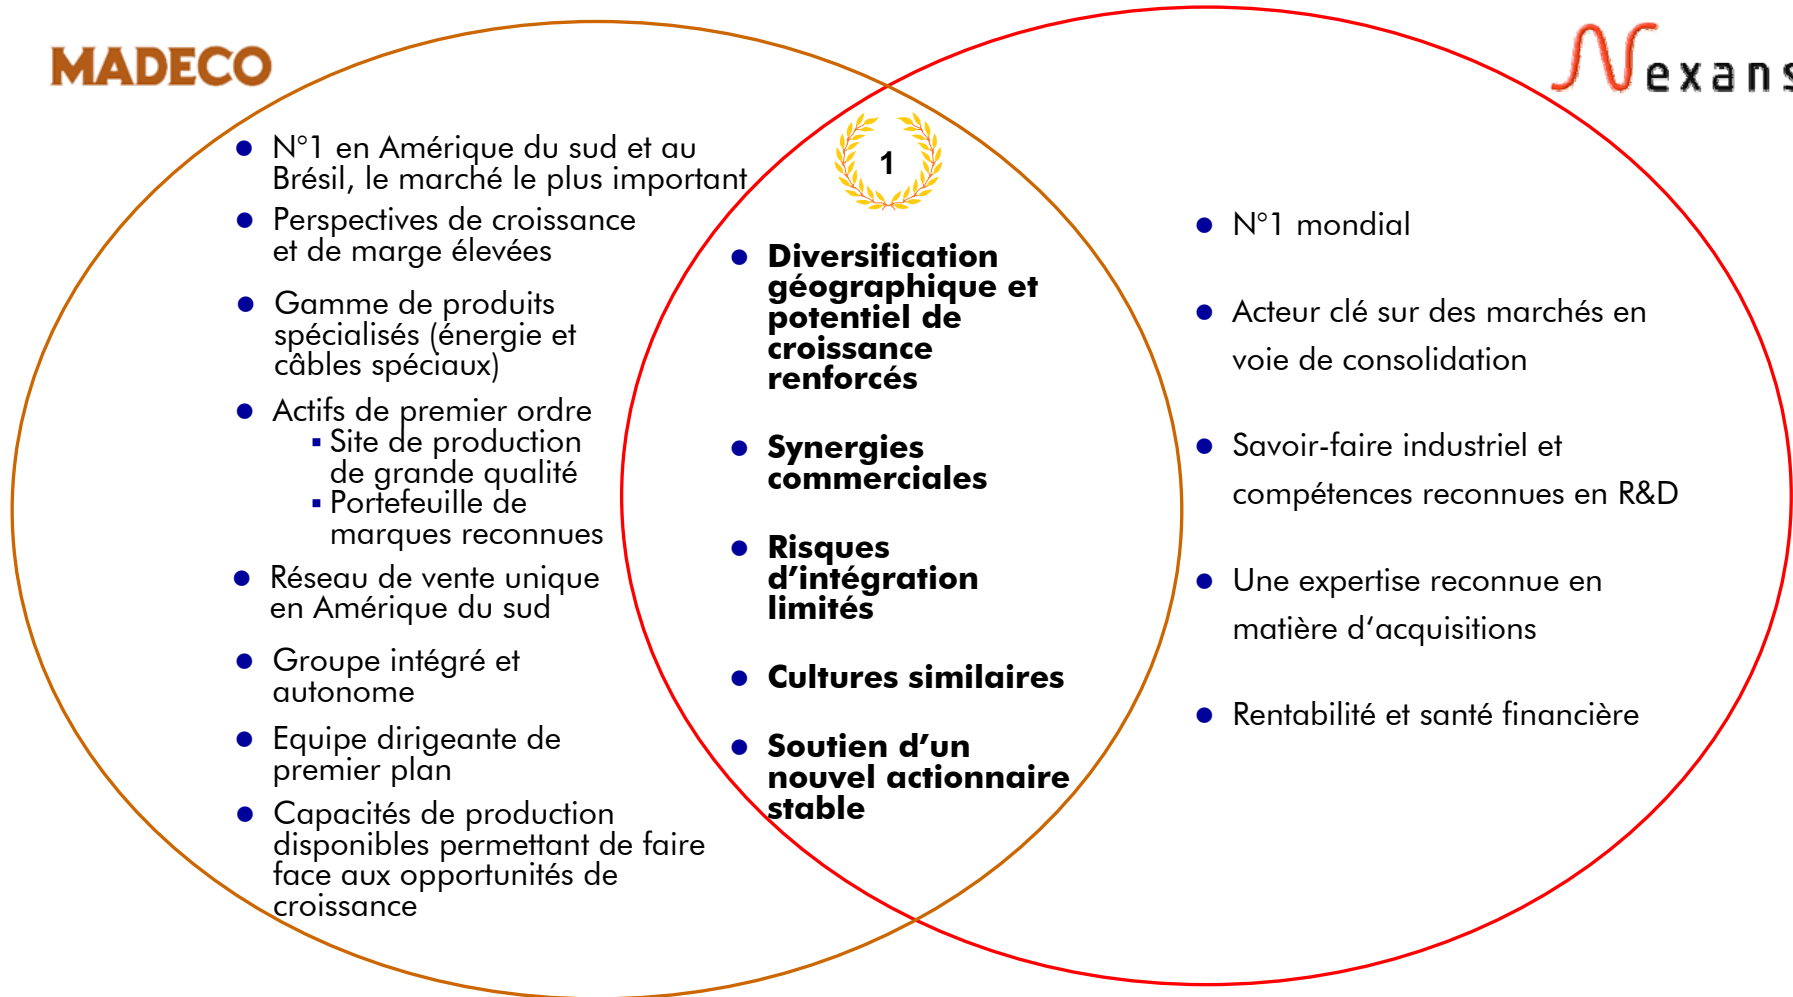 MADECO
Nexans
• N°1 en Amérique du sud et au
Brésil, le marché le plus important
• Perspectives de croissance
et de marge élevées
• Gamme de produits
spécialisés (énergie et
câbles spéciaux)
• Actifs de premier ordre
▪ Site de production
de grande qualité
▪ Portefeuille de
marques reconnues
• Réseau de vente unique
en Amérique du sud
• Groupe intégré et
autonome
• Equipe dirigeante de
premier plan
• Capacités de production
disponibles permettant de faire
face aux opportunités de
croissance
1
• Diversification
géographique et
potentiel de
croissance
renforcés
• Synergies
commerciales
• Risques
d’intégration
limités
• Cultures similaires
• Soutien d’un
nouvel actionnaire
stable
• N°1 mondial
• Acteur clé sur des marchés en
voie de consolidation
• Savoir-faire industriel et
compétences reconnues en R&D
• Une expertise reconnue en
matière d‘acquisitions
• Rentabilité et santé financière